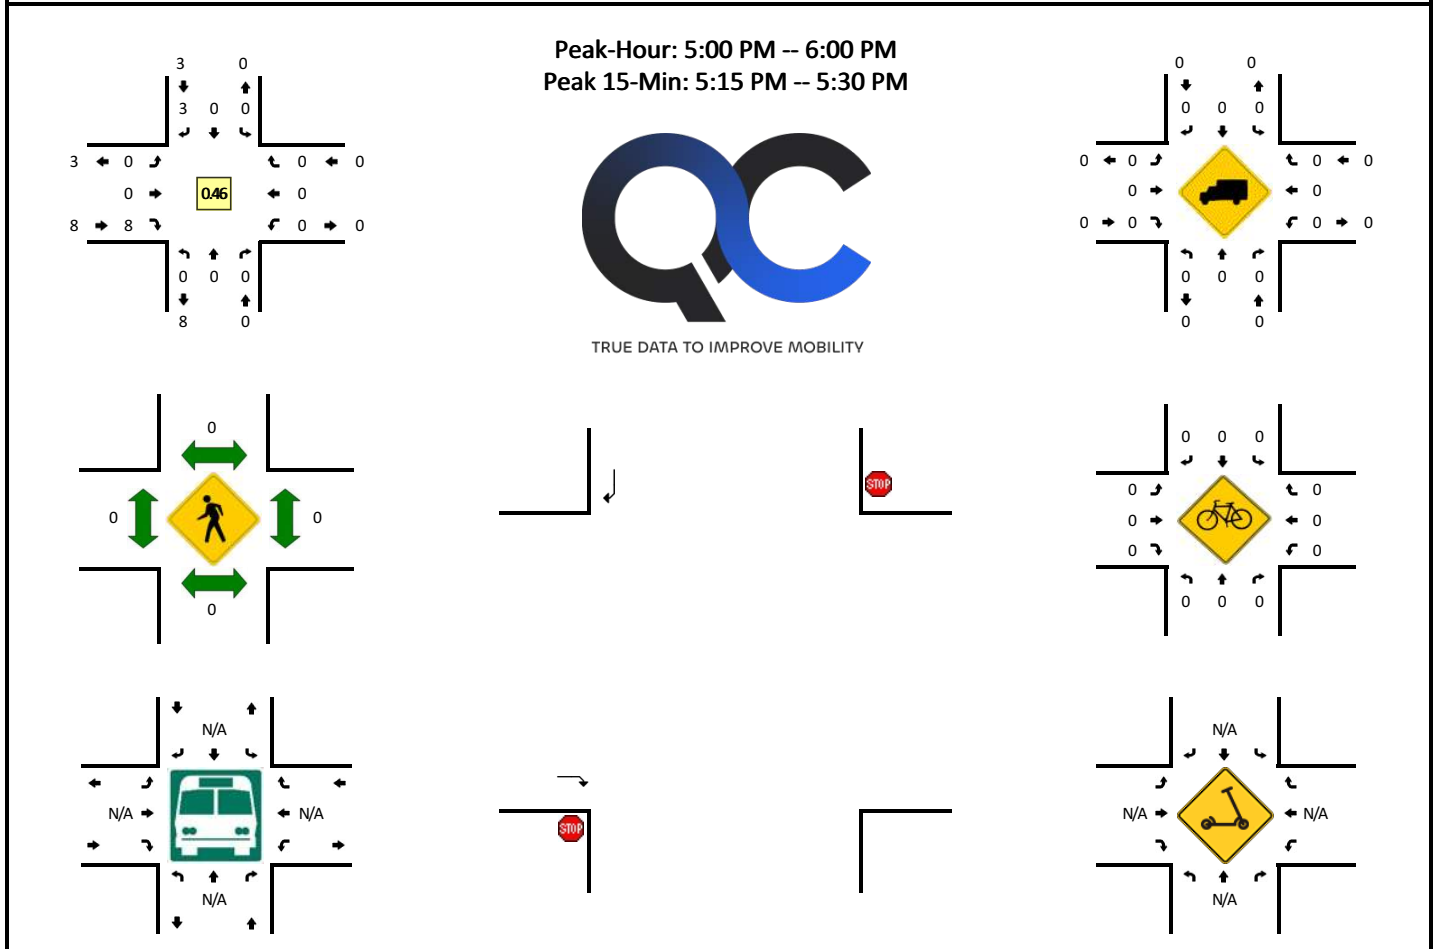 Peak-Hour: 5:00 PM -- 6:00 PM
Peak 15-Min: 5:15 PM -- 5:30 PM
3 0
3 0 0
3 0 0 0
0 0.46 0
8 8 0 0
0 0 0
8 0
QC
TRUE DATA TO IMPROVE MOBILITY
0 0
0 0 0
0 0 0 0
0 0
0 0 0 0
0 0 0
0 0
0
0 0
0
STOP
STOP
0 0 0
0 0
0 0
0 0
0 0 0
N/A
N/A N/A
N/A
N/A
N/A N/A
N/A